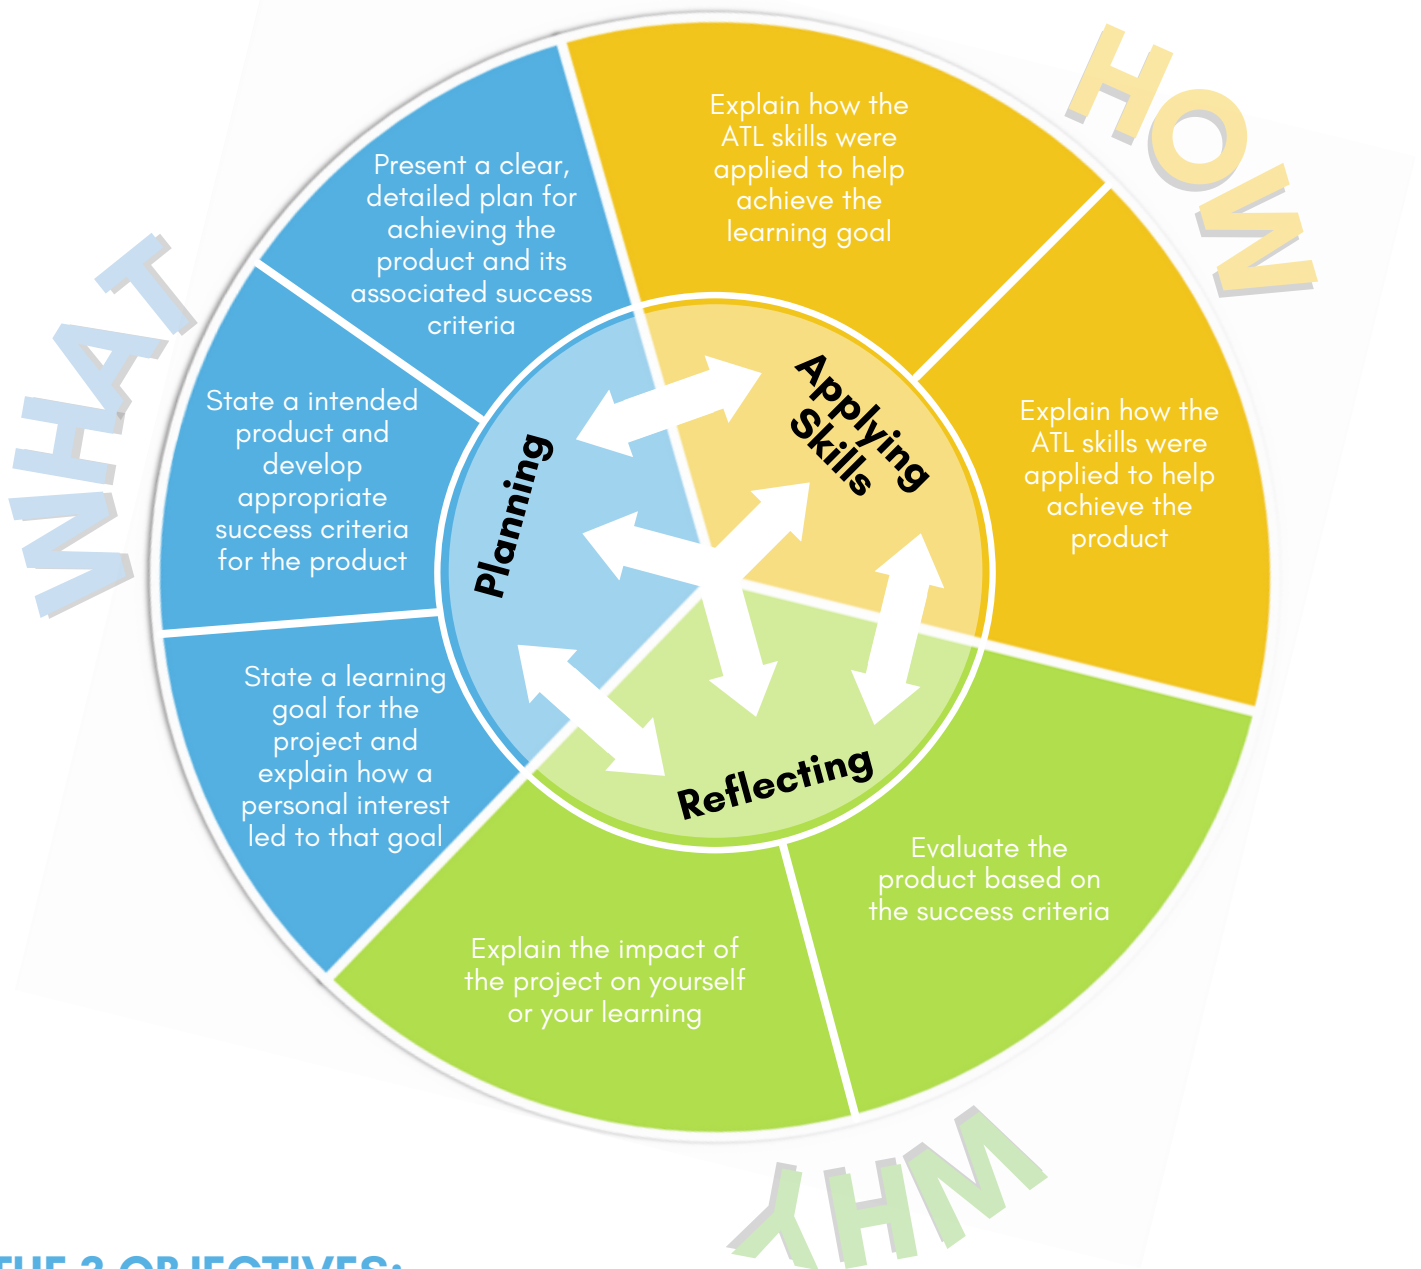 WHAT
HOW
WHY
Present a clear,
detailed plan for
achieving the
product and its
associated success
criteria
State a intended
product and
develop
appropriate
success criteria
for the product
State a learning
goal for the
project and
explain how a
personal interest
led to that goal
Explain how the
ATL skills were
applied to help
achieve the
learning goal
Explain how the
ATL skills were
applied to help
achieve the
product
Evaluate the
product based on
the success criteria
Explain the impact of
the project on yourself
or your learning
Planning
Applying
Skills
Reflecting
THE 3 OBJECTIVES: